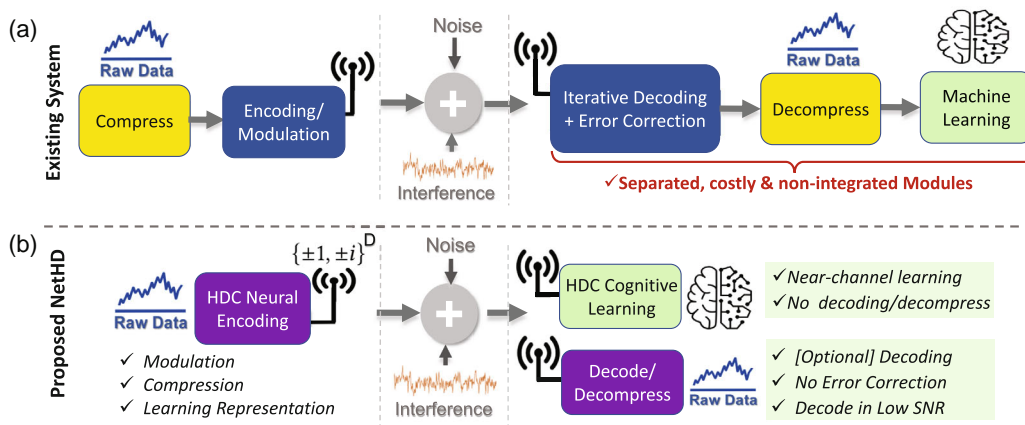 (a)
Existing System
Raw Data
Compress
Encoding/
Modulation
Noise
+
Interference
Iterative Decoding
+ Error Correction
Raw Data
Decompress
Machine
Learning
✓Separated, costly & non-integrated Modules
(b)
Proposed NetHD
Raw Data
HDC Neural
Encoding
{±1, ±i}^D
✓ Modulation
✓ Compression
✓ Learning Representation
Noise
+
Interference
HDC Cognitive
Learning
✓Near-channel learning
✓No decoding/decompress
Decode/
Decompress
Raw Data
✓ [Optional] Decoding
✓ No Error Correction
✓ Decode in Low SNR